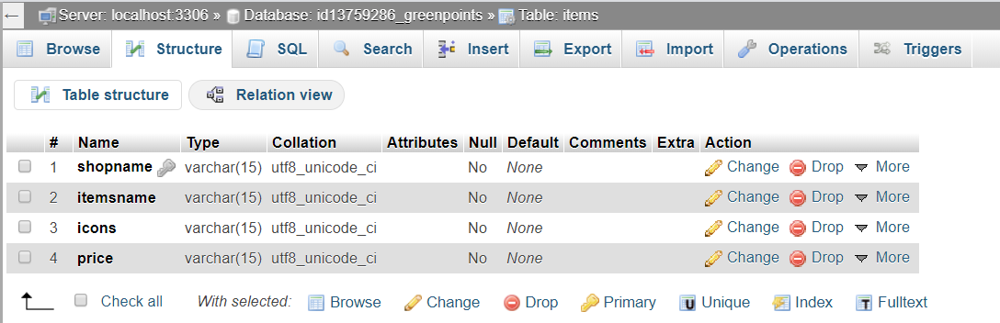 ← Server: localhost:3306 » Database: id13759286_greenpoints » Table: items
Browse Structure SQL Search Insert Export Import Operations Triggers
Table structure Relation view
# Name Type Collation Attributes Null Default Comments Extra Action
1 shopname varchar(15) utf8_unicode_ci No None Change Drop More
2 itemsname varchar(15) utf8_unicode_ci No None Change Drop More
3 icons varchar(15) utf8_unicode_ci No None Change Drop More
4 price varchar(15) utf8_unicode_ci No None Change Drop More
Check all With selected: Browse Change Drop Primary U Unique Index T Fulltext